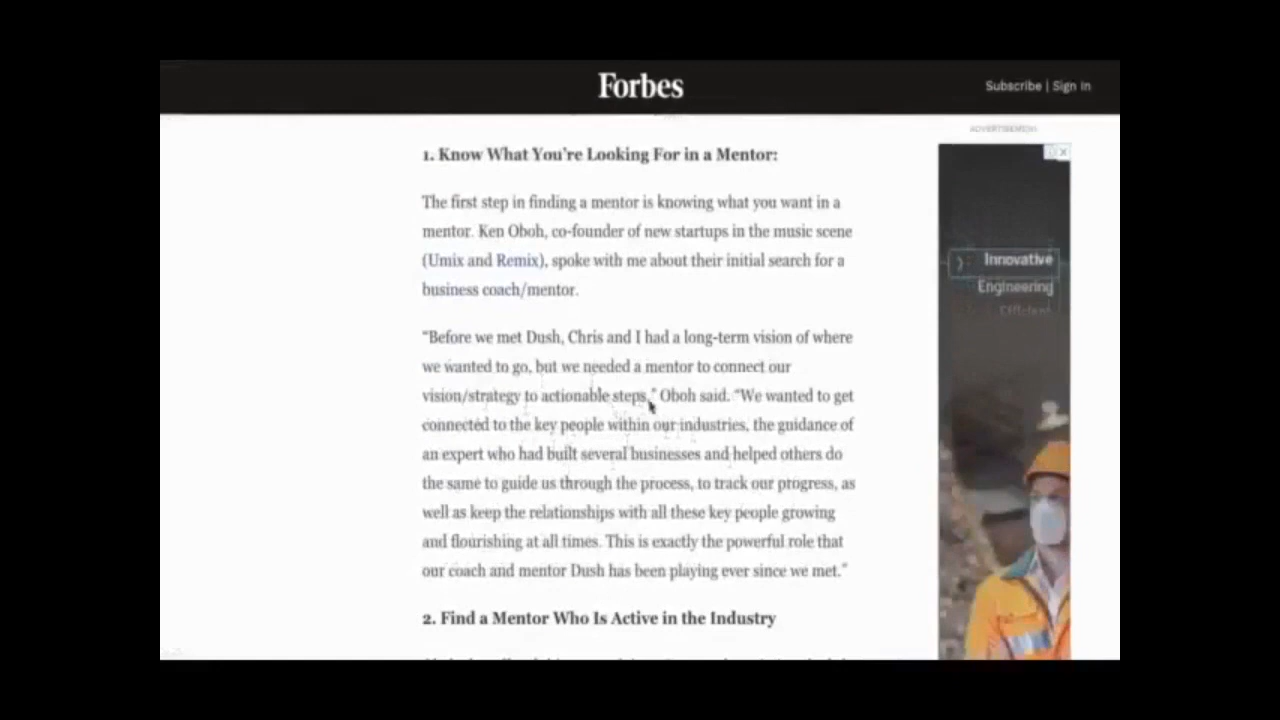 Forbes
Subscribe | Sign In
ADVERTISEMENT
1. Know What You're Looking For in a Mentor:
The first step in finding a mentor is knowing what you want in a
mentor. Ken Oboh, co-founder of new startups in the music scene
(Umix and Remix), spoke with me about their initial search for a
business coach/mentor.
“Before we met Dush, Chris and I had a long-term vision of where
we wanted to go, but we needed a mentor to connect our
vision/strategy to actionable steps,” Oboh said. “We wanted to get
connected to the key people within our industries, the guidance of
an expert who had built several businesses and helped others do
the same to guide us through the process, to track our progress, as
well as keep the relationships with all these key people growing
and flourishing at all times. This is exactly the powerful role that
our coach and mentor Dush has been playing ever since we met.”
2. Find a Mentor Who Is Active in the Industry
Innovative
Engineering
Efficient